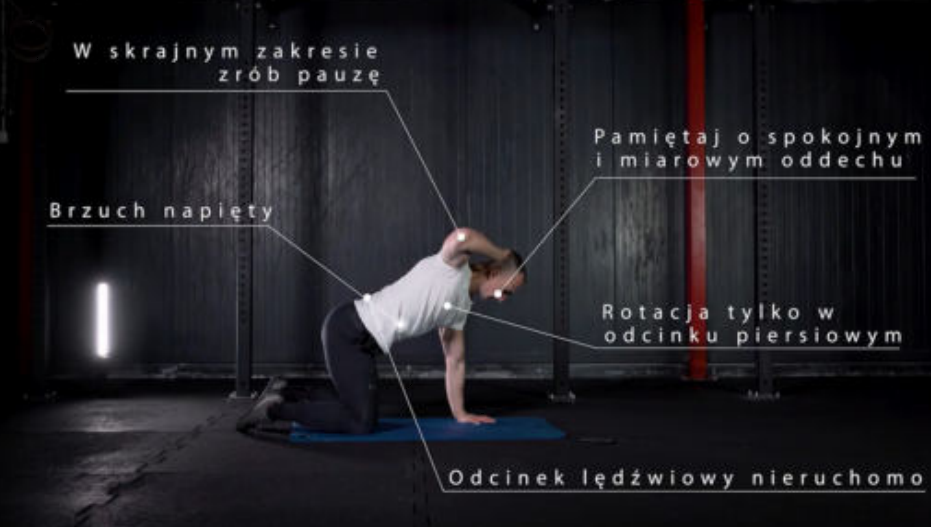 W skrajnym zakresie
zrób pauzę
Pamiętaj o spokojnym
i miarowym oddechu
Brzuch napięty
Rotacja tylko w
odcinku piersiowym
Odcinek lędźwiowy nieruchomo